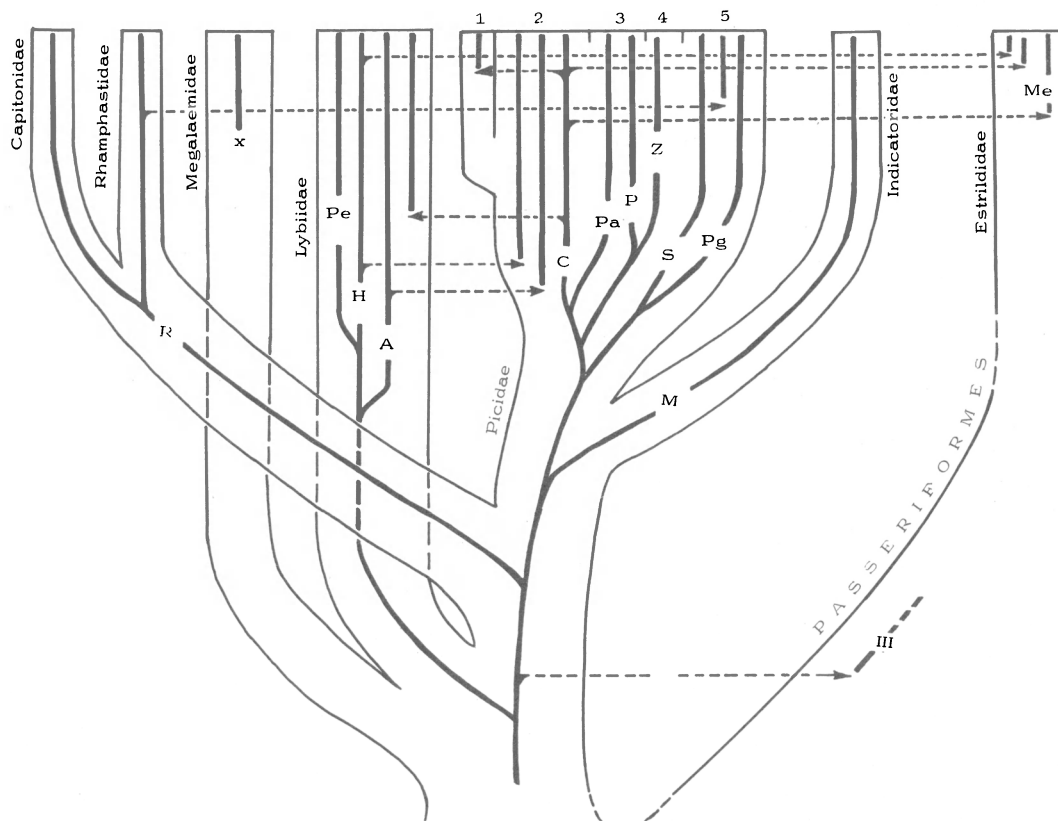 1 2 3 4 5
Capitonidae
Rhamphastidae
Megalaemidae
Lybiidae
Indicatoridae
Estrildidae
Me
x
Z
Pe
Pa
P
S
Pg
C
H
A
R
M
Picidae
PASSERIFORMES
III